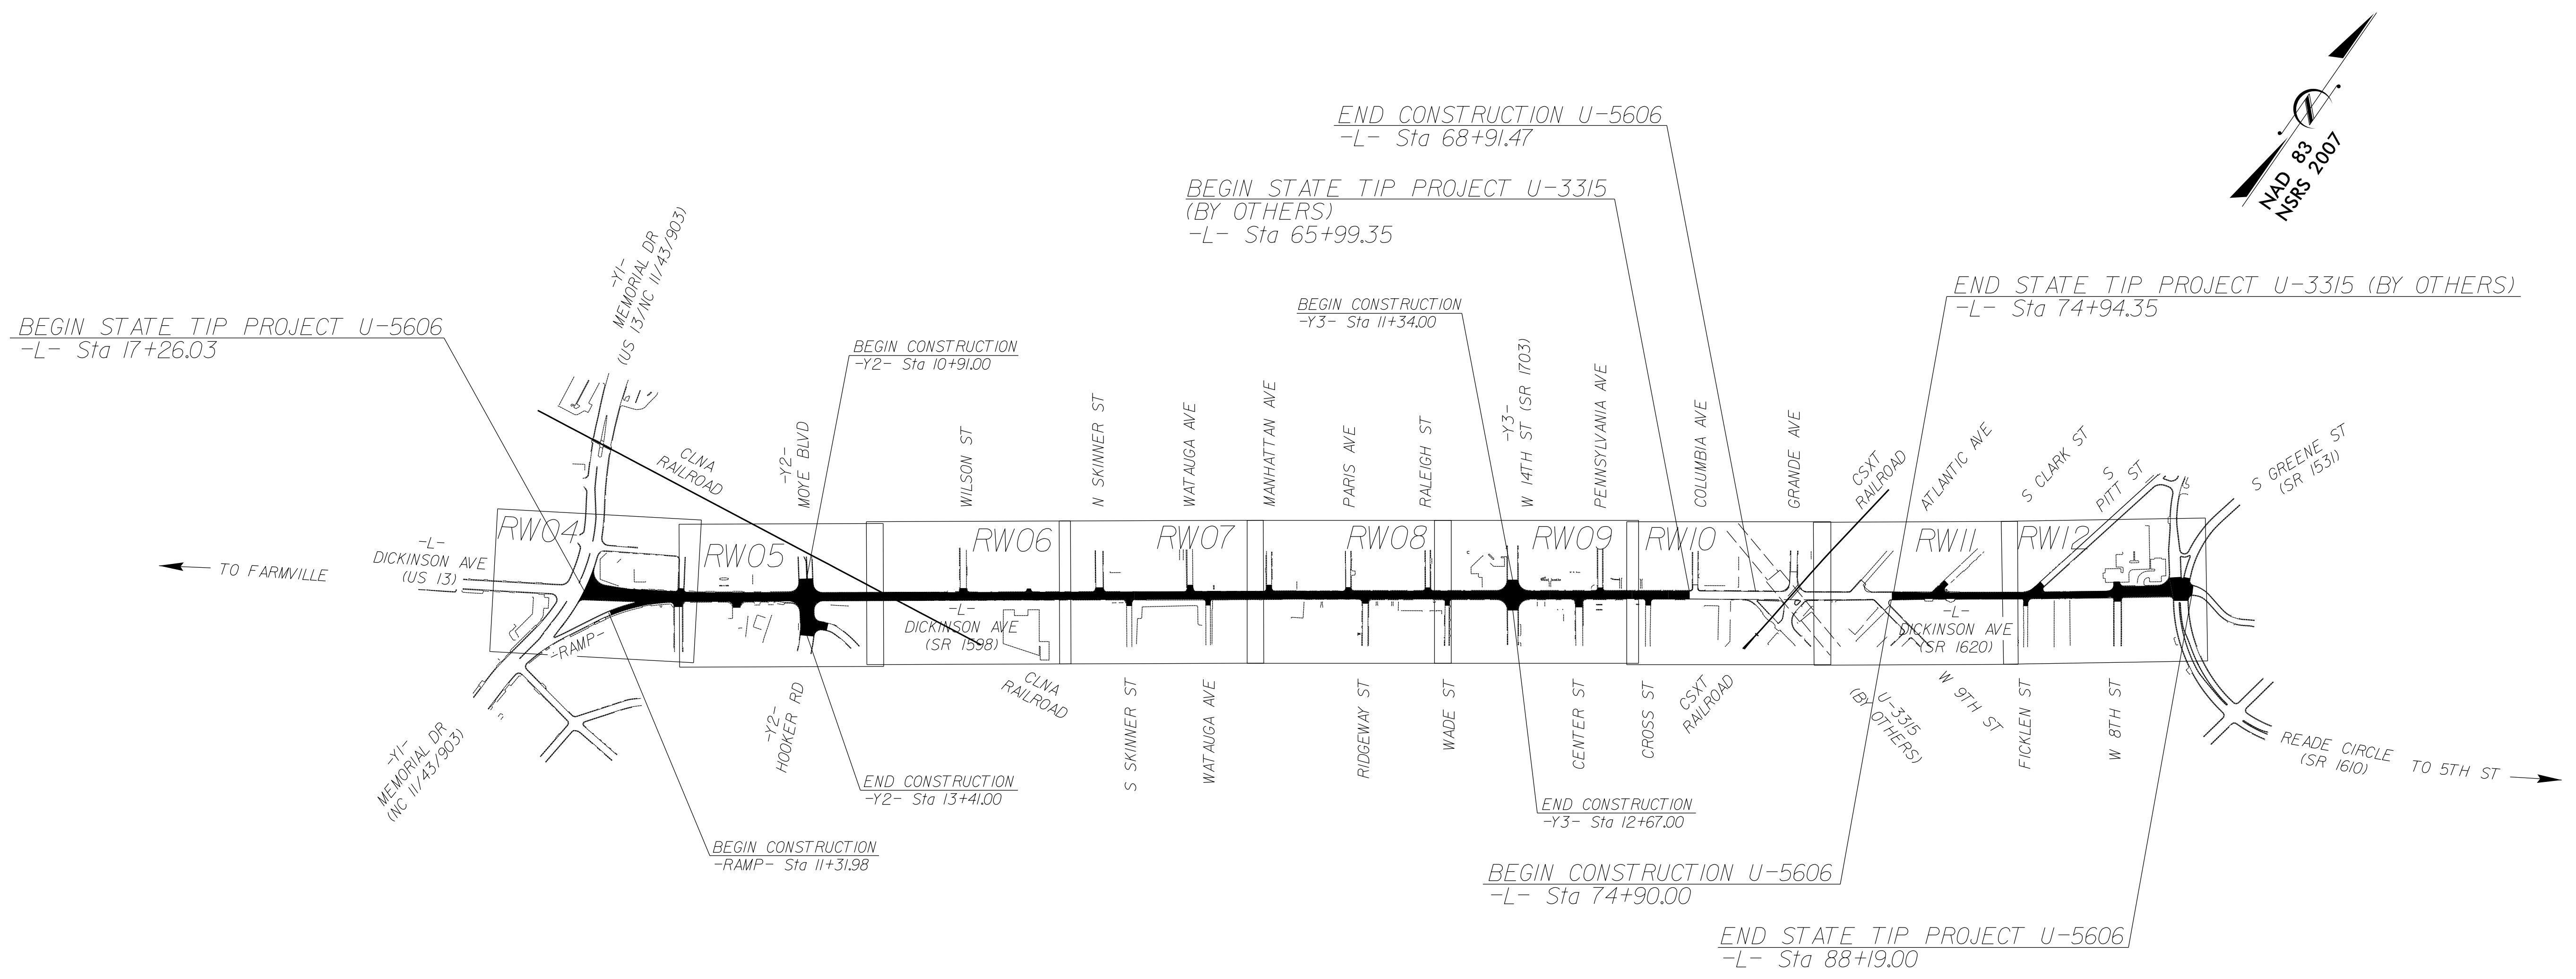 NAD 83
NSRS 2007
END CONSTRUCTION U-5606
-L- Sta 68+91.47
BEGIN STATE TIP PROJECT U-3315
(BY OTHERS)
-L- Sta 65+99.35
END STATE TIP PROJECT U-3315 (BY OTHERS)
-L- Sta 74+94.35
BEGIN STATE TIP PROJECT U-5606
-L- Sta 17+26.03
-Y1-
MEMORIAL DR
(US 13/NC 11/43/903)
BEGIN CONSTRUCTION
-Y2- Sta 10+91.00
BEGIN CONSTRUCTION
-Y3- Sta 11+34.00
CLNA
RAILROAD
-Y2-
MOYE BLVD
WILSON ST
N SKINNER ST
WATAUGA AVE
MANHATTAN AVE
PARIS AVE
RALEIGH ST
-Y3-
W 14TH ST (SR 1703)
PENNSYLVANIA AVE
COLUMBIA AVE
GRANDE AVE
CSXT
RAILROAD
ATLANTIC AVE
S CLARK ST
S
PITT ST
S GREENE ST
(SR 1531)
RW04
RW05
RW06
RW07
RW08
RW09
RW10
RW11
RW12
TO FARMVILLE
-L-
DICKINSON AVE
(US 13)
-RAMP-
-L-
DICKINSON AVE
(SR 1598)
-L-
DICKINSON AVE
(SR 1620)
-Y1-
MEMORIAL DR
(NC 11/43/903)
-Y2-
HOOKER RD
CLNA
RAILROAD
S SKINNER ST
WATAUGA AVE
RIDGEWAY ST
WADE ST
CENTER ST
CROSS ST
CSXT
RAILROAD
U-3315
(BY OTHERS)
W 9TH ST
FICKLEN ST
W 8TH ST
READE CIRCLE
(SR 1610)
TO 5TH ST
END CONSTRUCTION
-Y2- Sta 13+41.00
END CONSTRUCTION
-Y3- Sta 12+67.00
BEGIN CONSTRUCTION
-RAMP- Sta 11+31.98
BEGIN CONSTRUCTION U-5606
-L- Sta 74+90.00
END STATE TIP PROJECT U-5606
-L- Sta 88+19.00